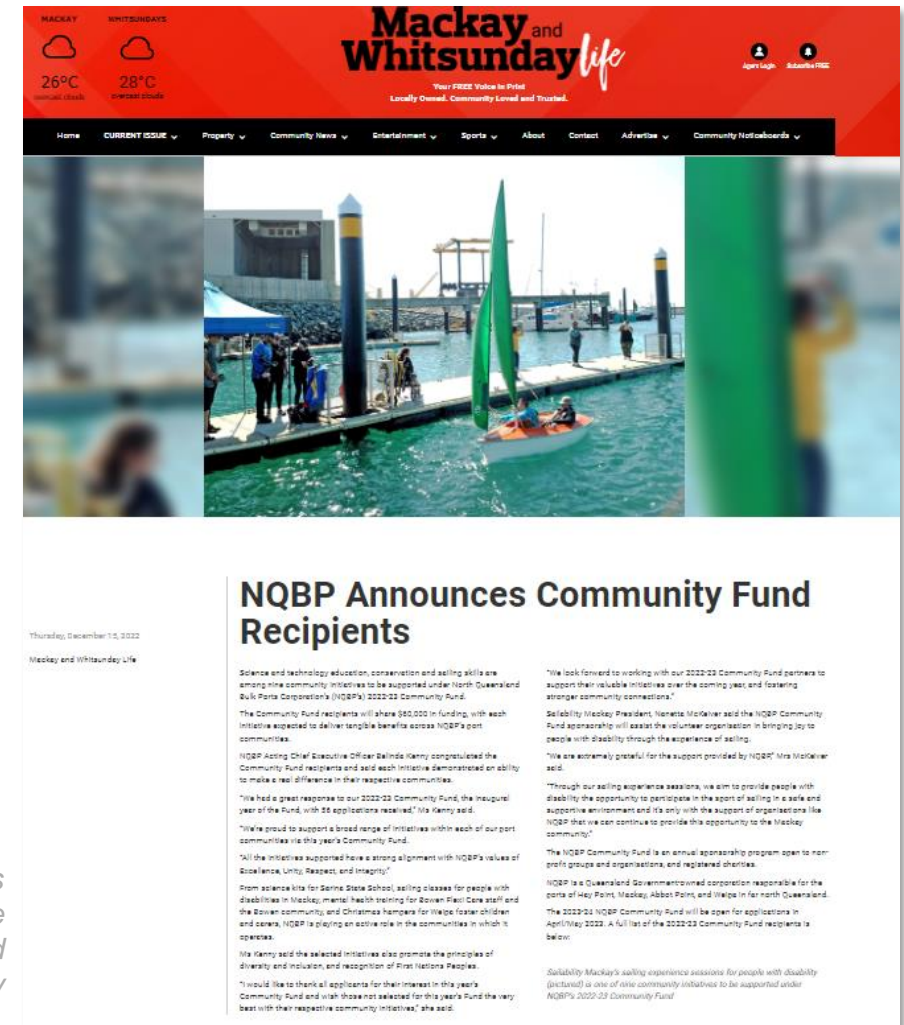 MACKAY
26°C
overcast clouds
WHITSUNDAYS
28°C
overcast clouds
Mackay and
Whitsunday life
Your FREE Voice in Print
Locally Owned. Community Loved and Trusted.
Agent Login
Subscribe FREE
Home CURRENT ISSUE Property Community News Entertainment Sports About Contact Advertise Community Noticeboards
NQBP Announces Community Fund
Recipients
Thursday, December 15, 2022
Mackay and Whitsunday Life
Science and technology education, conservation and sailing skills are
among nine community initiatives to be supported under North Queensland
Bulk Ports Corporation's (NQBP's) 2022-23 Community Fund.
The Community Fund recipients will share $60,000 in funding, with each
initiative expected to deliver tangible benefits across NQBP's port
communities.
NQBP Acting Chief Executive Officer Belinda Kenny congratulated the
Community Fund recipients and said each initiative demonstrated an ability
to make a real difference in their respective communities.
"We had a great response to our 2022-23 Community Fund, the inaugural
year of the Fund, with 56 applications received," Ms Kenny said.
"We're proud to support a broad range of initiatives within each of our port
communities via this year's Community Fund.
"All the initiatives supported have a strong alignment with NQBP's values of
Excellence, Unity, Respect, and Integrity."
From science kits for Sarina State School, sailing classes for people with
disabilities in Mackay, mental health training for Bowen Flexi Care staff and
the Bowen community, and Christmas hampers for Weipa foster children
and carers, NQBP is playing an active role in the communities in which it
operates.
Ms Kenny said the selected initiatives also promote the principles of
diversity and inclusion, and recognition of First Nations Peoples.
"I would like to thank all applicants for their interest in this year's
Community Fund and wish those not selected for this year's Fund the very
best with their respective community initiatives," she said.
"We look forward to working with our 2022-23 Community Fund partners to
support their valuable initiatives over the coming year, and fostering
stronger community connections."
Sailability Mackay President, Nanette McKelver said the NQBP Community
Fund sponsorship will assist the volunteer organisation in bringing joy to
people with disability through the experience of sailing.
"We are extremely grateful for the support provided by NQBP," Mrs McKelver
said.
"Through our sailing experience sessions, we aim to provide people with
disability the opportunity to participate in the sport of sailing in a safe and
supportive environment and it's only with the support of organisations like
NQBP that we can continue to provide this opportunity to the Mackay
community."
The NQBP Community Fund is an annual sponsorship program open to non-
profit groups and organisations, and registered charities.
NQBP is a Queensland Government-owned corporation responsible for the
ports of Hay Point, Mackay, Abbot Point, and Weipa in far north Queensland.
The 2023-24 NQBP Community Fund will be open for applications in
April/May 2023. A full list of the 2022-23 Community Fund recipients is
below:
Sailability Mackay's sailing experience sessions for people with disability
(pictured) is one of nine community initiatives to be supported under
NQBP's 2022-23 Community Fund